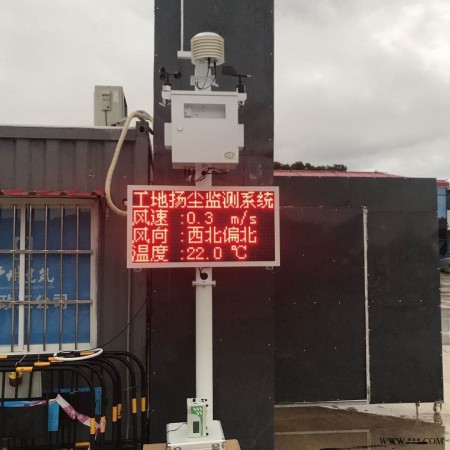 工地扬尘监测系统
风速 :0.3 m/s
风向 :西北偏北
温度 :22.0 ℃